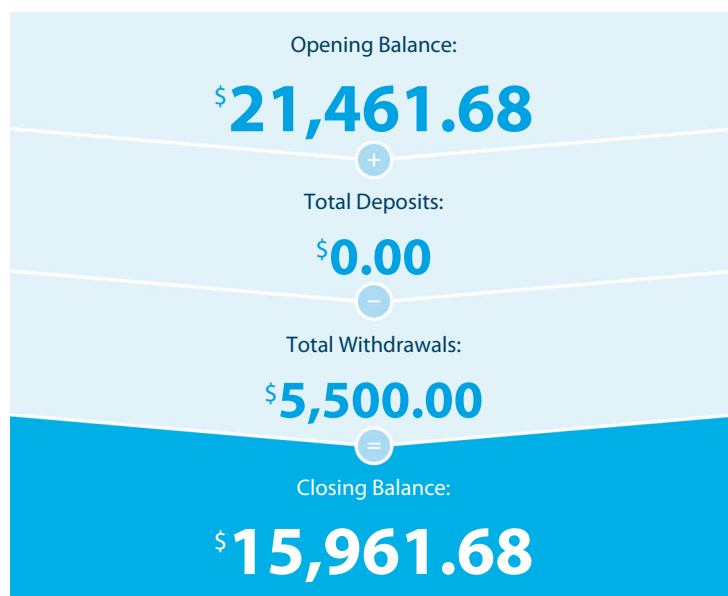 Opening Balance:
$21,461.68
+
Total Deposits:
$0.00
−
Total Withdrawals:
$5,500.00
=
Closing Balance:
$15,961.68